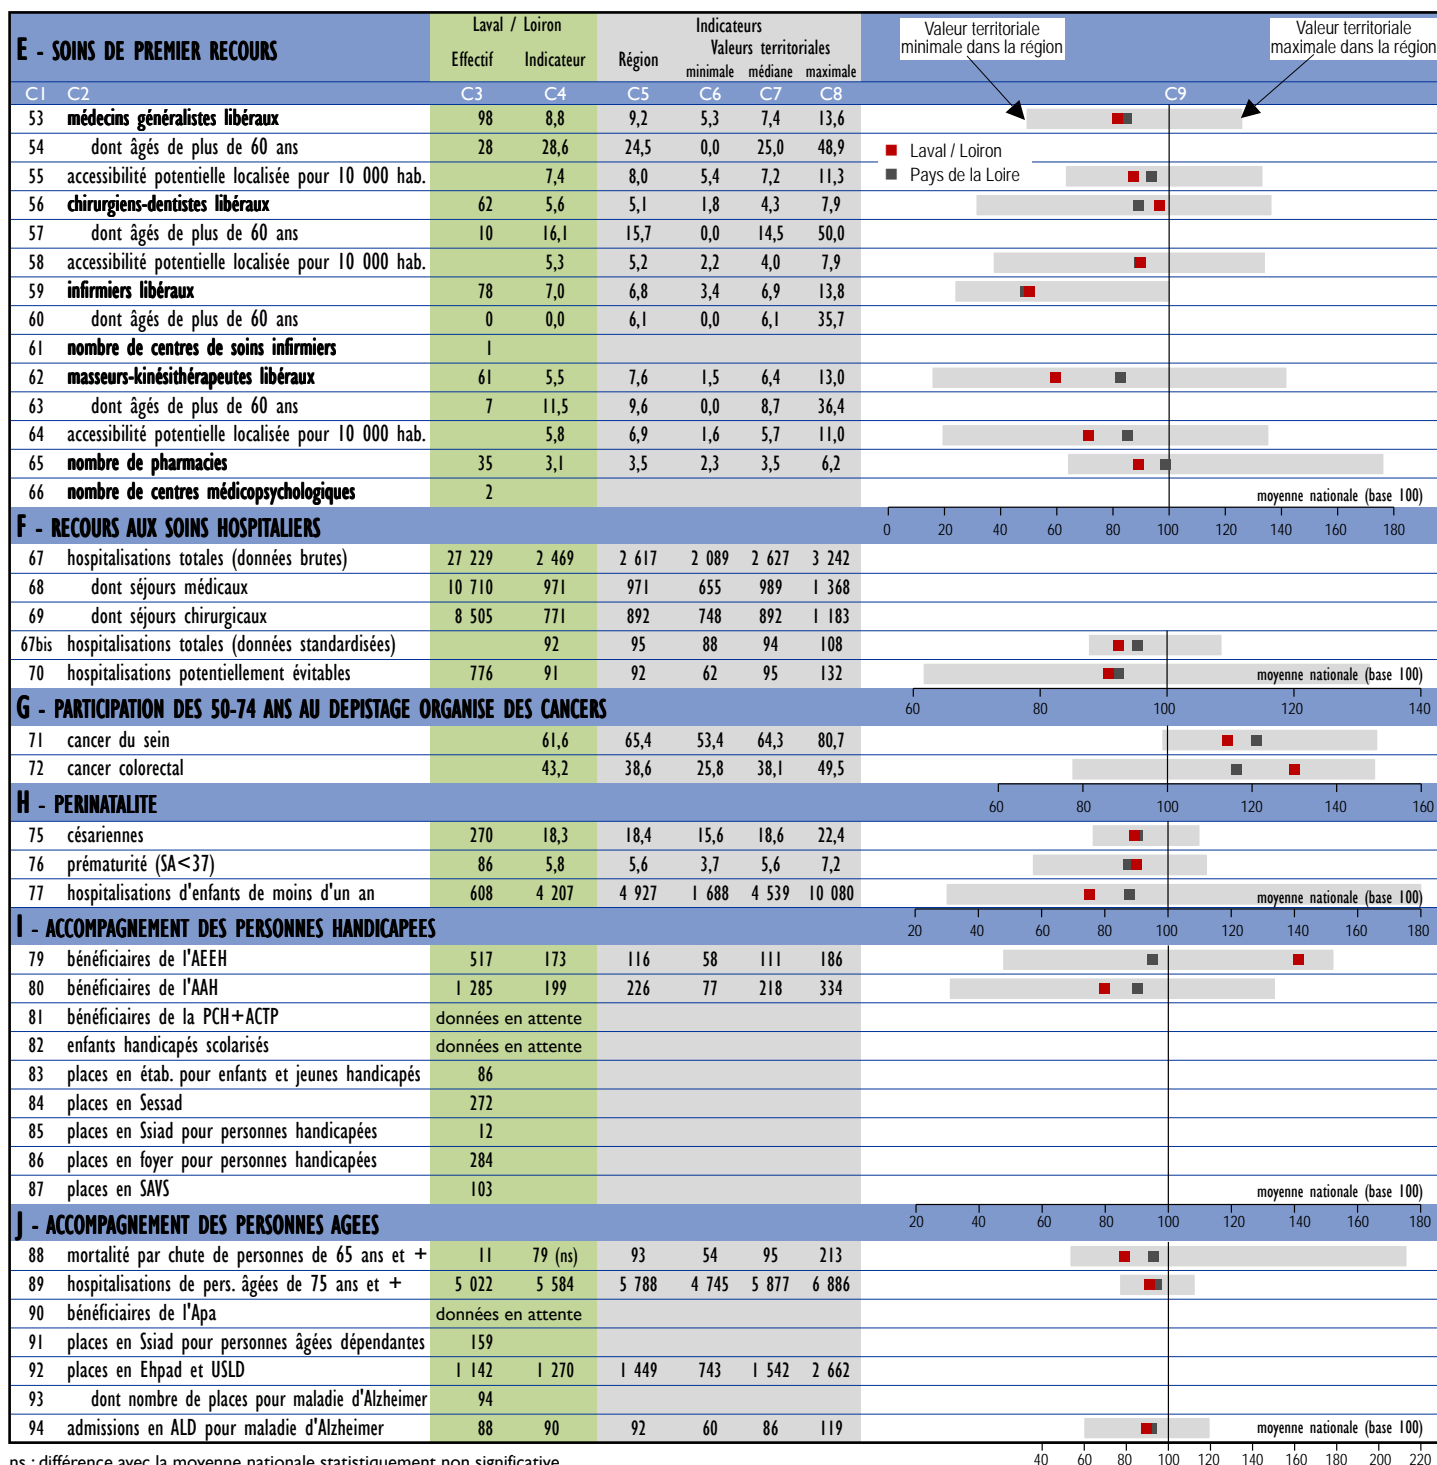 E - SOINS DE PREMIER RECOURS
Laval / Loiron
Effectif Indicateur
Indicateurs
Région
Valeurs territoriales
minimale médiane maximale
Valeur territoriale
minimale dans la région
Valeur territoriale
maximale dans la région
C1 C2 C3 C4 C5 C6 C7 C8 C9
53 médecins généralistes libéraux 98 8,8 9,2 5,3 7,4 13,6
54 dont âgés de plus de 60 ans 28 28,6 24,5 0,0 25,0 48,9
Laval / Loiron
55 accessibilité potentielle localisée pour 10 000 hab. 7,4 8,0 5,4 7,2 11,3
Pays de la Loire
56 chirurgiens-dentistes libéraux 62 5,6 5,1 1,8 4,3 7,9
57 dont âgés de plus de 60 ans 10 16,1 15,7 0,0 14,5 50,0
58 accessibilité potentielle localisée pour 10 000 hab. 5,3 5,2 2,2 4,0 7,9
59 infirmiers libéraux 78 7,0 6,8 3,4 6,9 13,8
60 dont âgés de plus de 60 ans 0 0,0 6,1 0,0 6,1 35,7
61 nombre de centres de soins infirmiers 1
62 masseurs-kinésithérapeutes libéraux 61 5,5 7,6 1,5 6,4 13,0
63 dont âgés de plus de 60 ans 7 11,5 9,6 0,0 8,7 36,4
64 accessibilité potentielle localisée pour 10 000 hab. 5,8 6,9 1,6 5,7 11,0
65 nombre de pharmacies 35 3,1 3,5 2,3 3,5 6,2
66 nombre de centres médicopsychologiques 2 moyenne nationale (base 100)
F - RECOURS AUX SOINS HOSPITALIERS 0 20 40 60 80 100 120 140 160 180
67 hospitalisations totales (données brutes) 27 229 2 469 2 617 2 089 2 627 3 242
68 dont séjours médicaux 10 710 971 971 655 989 1 368
69 dont séjours chirurgicaux 8 505 771 892 748 892 1 183
67bis hospitalisations totales (données standardisées) 92 95 88 94 108
70 hospitalisations potentiellement évitables 776 91 92 62 95 132 moyenne nationale (base 100)
G - PARTICIPATION DES 50-74 ANS AU DEPISTAGE ORGANISE DES CANCERS 60 80 100 120 140
71 cancer du sein 61,6 65,4 53,4 64,3 80,7
72 cancer colorectal 43,2 38,6 25,8 38,1 49,5
H - PERINATALITE 60 80 100 120 140 160
75 césariennes 270 18,3 18,4 15,6 18,6 22,4
76 prématurité (SA<37) 86 5,8 5,6 3,7 5,6 7,2
77 hospitalisations d'enfants de moins d'un an 608 4 207 4 927 1 688 4 539 10 080 moyenne nationale (base 100)
I - ACCOMPAGNEMENT DES PERSONNES HANDICAPEES 20 40 60 80 100 120 140 160 180
79 bénéficiaires de l'AEEH 517 173 116 58 111 186
80 bénéficiaires de l'AAH 1 285 199 226 77 218 334
81 bénéficiaires de la PCH+ACTP données en attente
82 enfants handicapés scolarisés données en attente
83 places en étab. pour enfants et jeunes handicapés 86
84 places en Sessad 272
85 places en Ssiad pour personnes handicapées 12
86 places en foyer pour personnes handicapées 284
87 places en SAVS 103 moyenne nationale (base 100)
J - ACCOMPAGNEMENT DES PERSONNES AGEES 20 40 60 80 100 120 140 160 180
88 mortalité par chute de personnes de 65 ans et + 11 79 (ns) 93 54 95 213
89 hospitalisations de pers. âgées de 75 ans et + 5 022 5 584 5 788 4 745 5 877 6 886
90 bénéficiaires de l'Apa données en attente
91 places en Ssiad pour personnes âgées dépendantes 159
92 places en Ehpad et USLD 1 142 1 270 1 449 743 1 542 2 662
93 dont nombre de places pour maladie d'Alzheimer 94
94 admissions en ALD pour maladie d'Alzheimer 88 90 92 60 86 119 moyenne nationale (base 100)
40 60 80 100 120 140 160 180 200 220
ns : différence avec la moyenne nationale statistiquement non significative